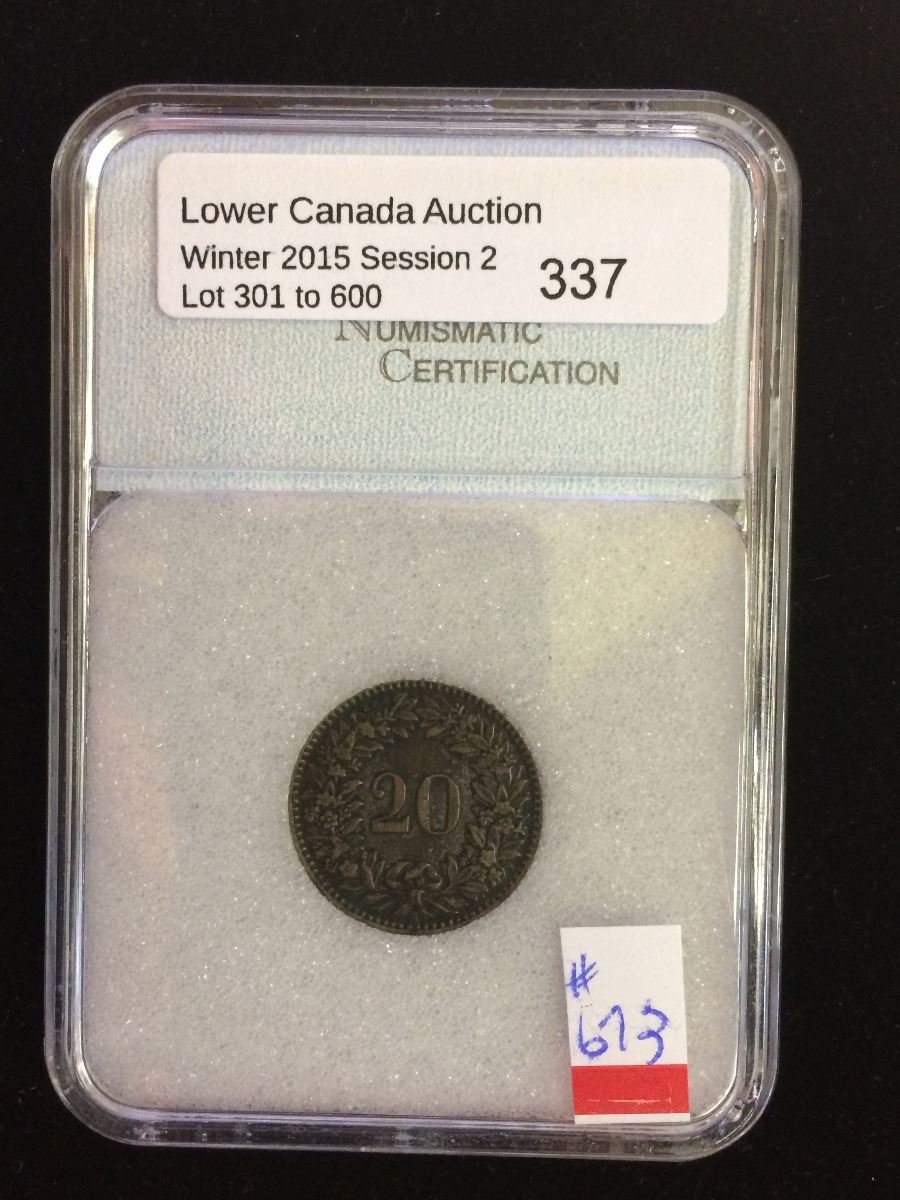 Lower Canada Auction
Winter 2015 Session 2
337
Lot 301 to 600
NUMISMATIC
CERTIFICATION
20
#
673